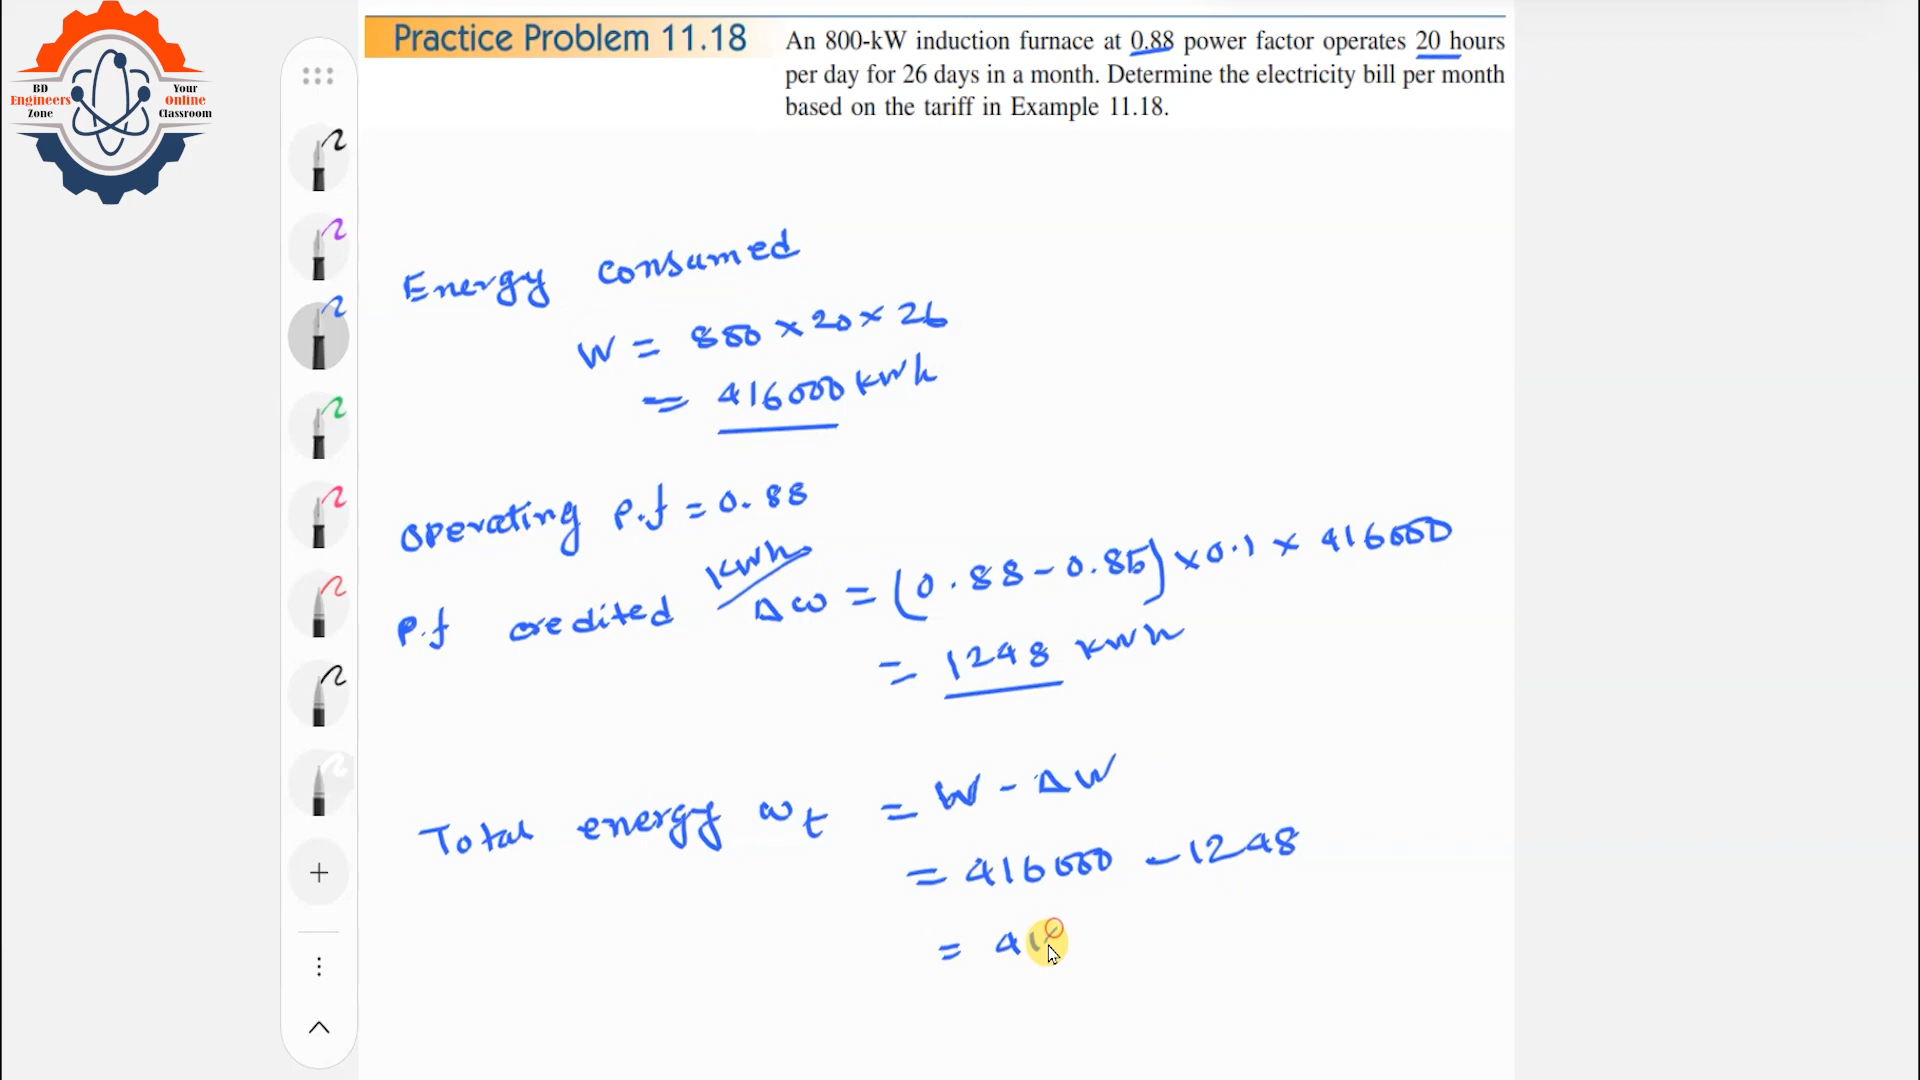 BD
Engineers
Zone
Your
Online
Classroom
Practice Problem 11.18
An 800-kW induction furnace at 0.88 power factor operates 20 hours
per day for 26 days in a month. Determine the electricity bill per month
based on the tariff in Example 11.18.
Energy consumed
W = 800 × 20 × 26
= 416000 kWh
Operating P.f = 0.88
P.f credited kWh Δω = (0.88 - 0.85) × 0.1 × 416000
= 1248 kWh
Total energy ωt = W - ΔW
= 416000 - 1248
= 41